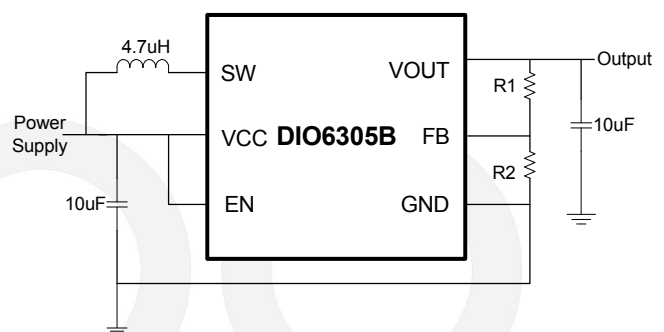 4.7uH
SW
VOUT
Output
R1
Power
Supply
VCC
DIO6305B
FB
10uF
R2
10uF
EN
GND